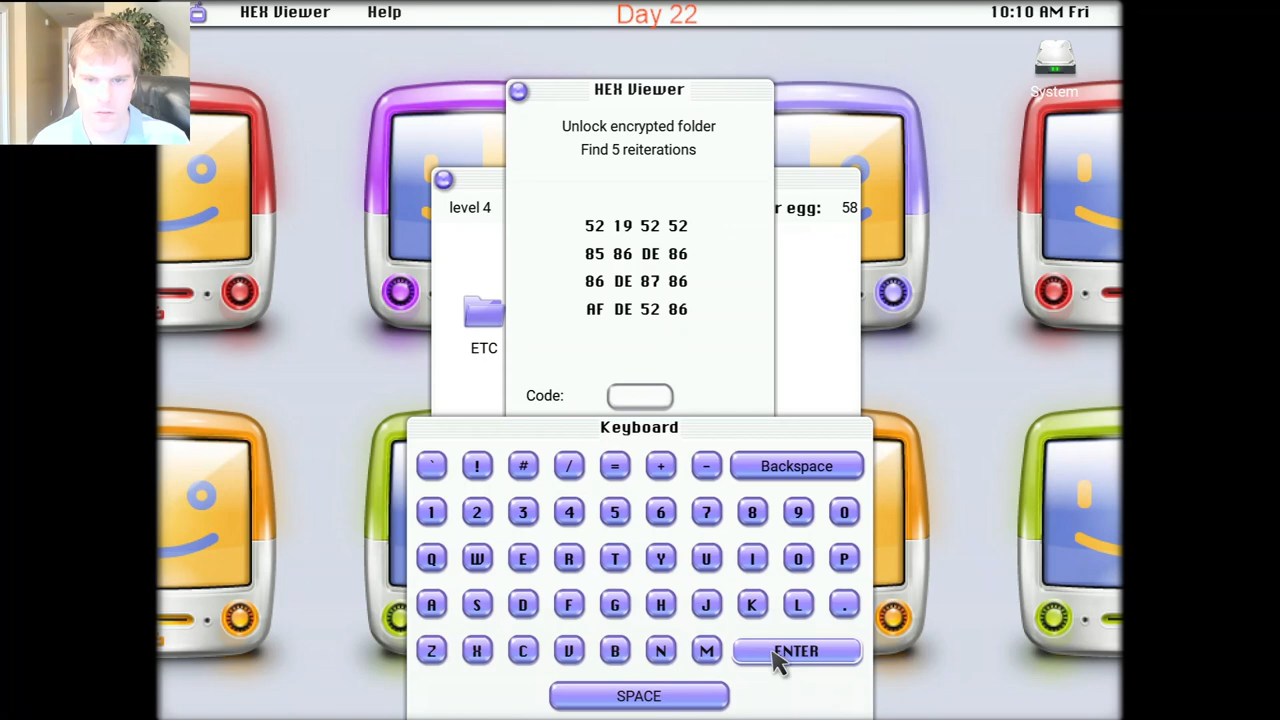 HEX Viewer Help Day 22 10:10 AM Fri
System
HEX Viewer
Unlock encrypted folder
Find 5 reiterations
level 4 r egg: 58
52 19 52 52
85 86 DE 86
86 DE 87 86
AF DE 52 86
ETC
Code:
Keyboard
` ! # / = + - Backspace
1 2 3 4 5 6 7 8 9 0
Q W E R T Y U I O P
A S D F G H J K L .
Z X C V B N M ENTER
SPACE